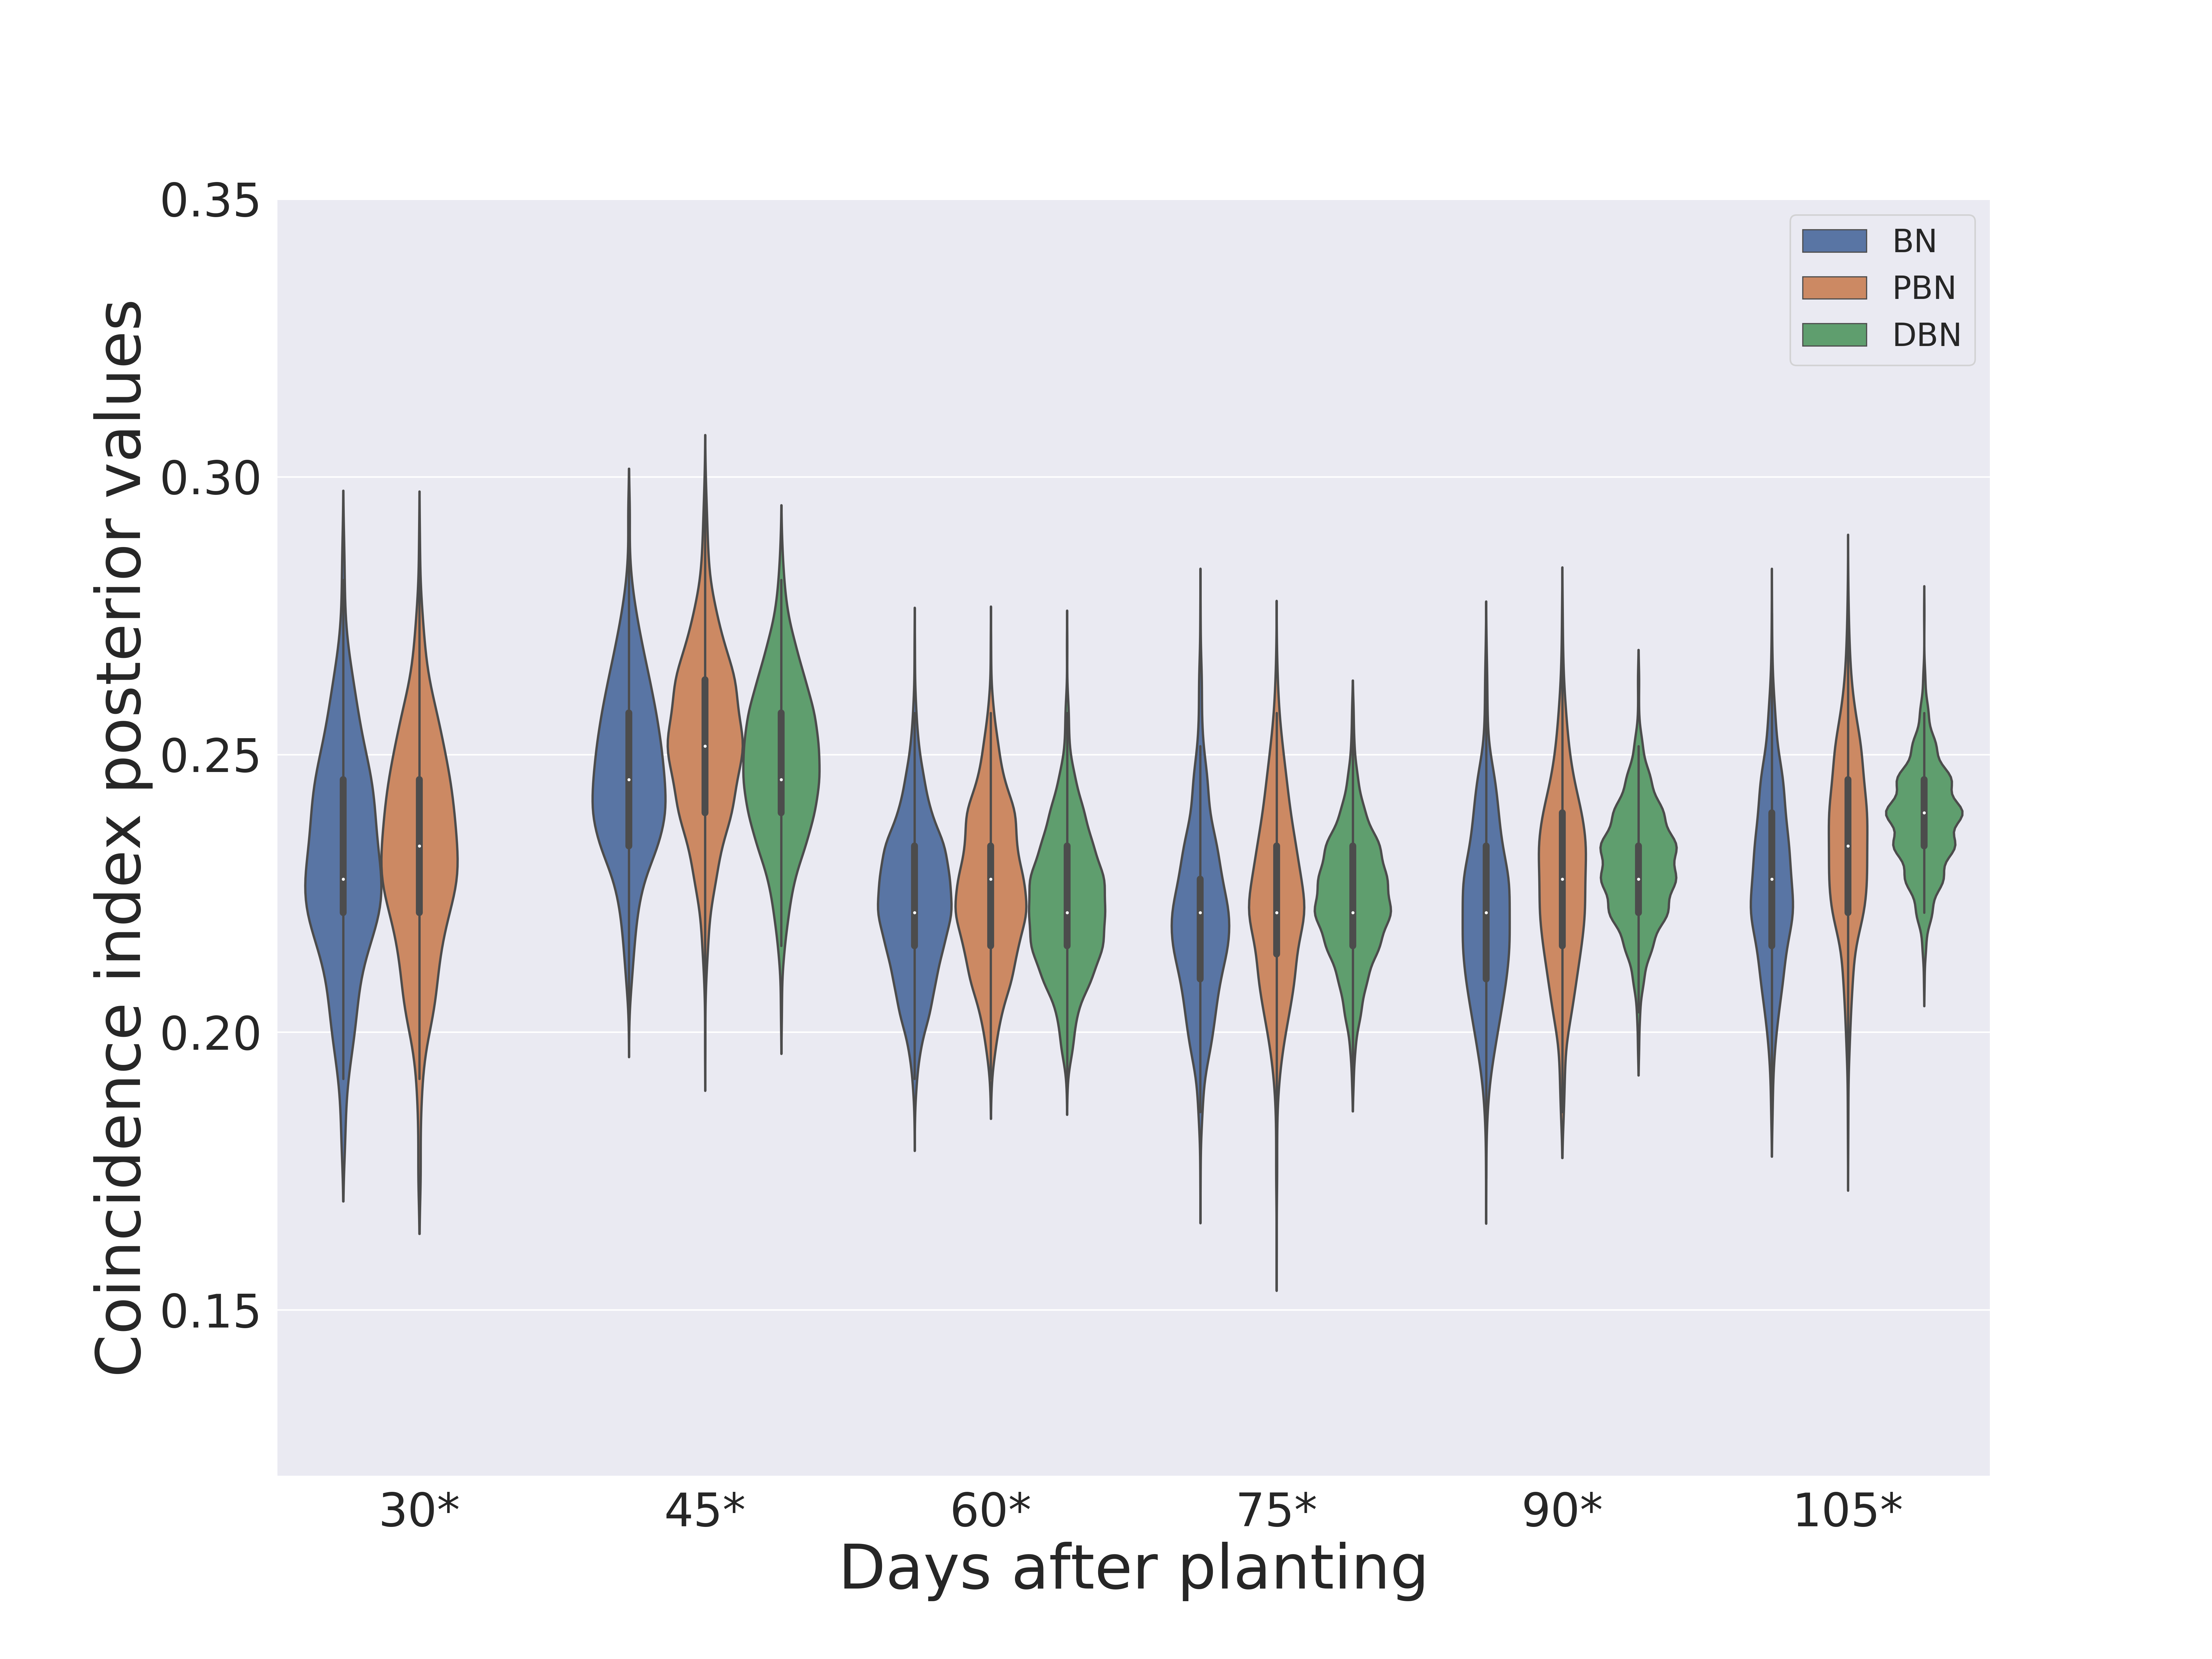 0.35
0.30
0.25
0.20
0.15
Coincidence index posterior values
BN
PBN
DBN
30* 45* 60* 75* 90* 105*
Days after planting